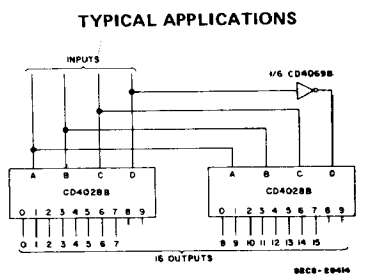 TYPICAL APPLICATIONS
INPUTS
1/6 CD4069B
A B C D
A B C D
CD4028B
CD4028B
0 1 2 3 4 5 6 7 8 9
0 1 2 3 4 5 6 7 8 9
0 1 2 3 4 5 6 7
8 9 10 11 12 13 14 15
16 OUTPUTS
92CS-29414